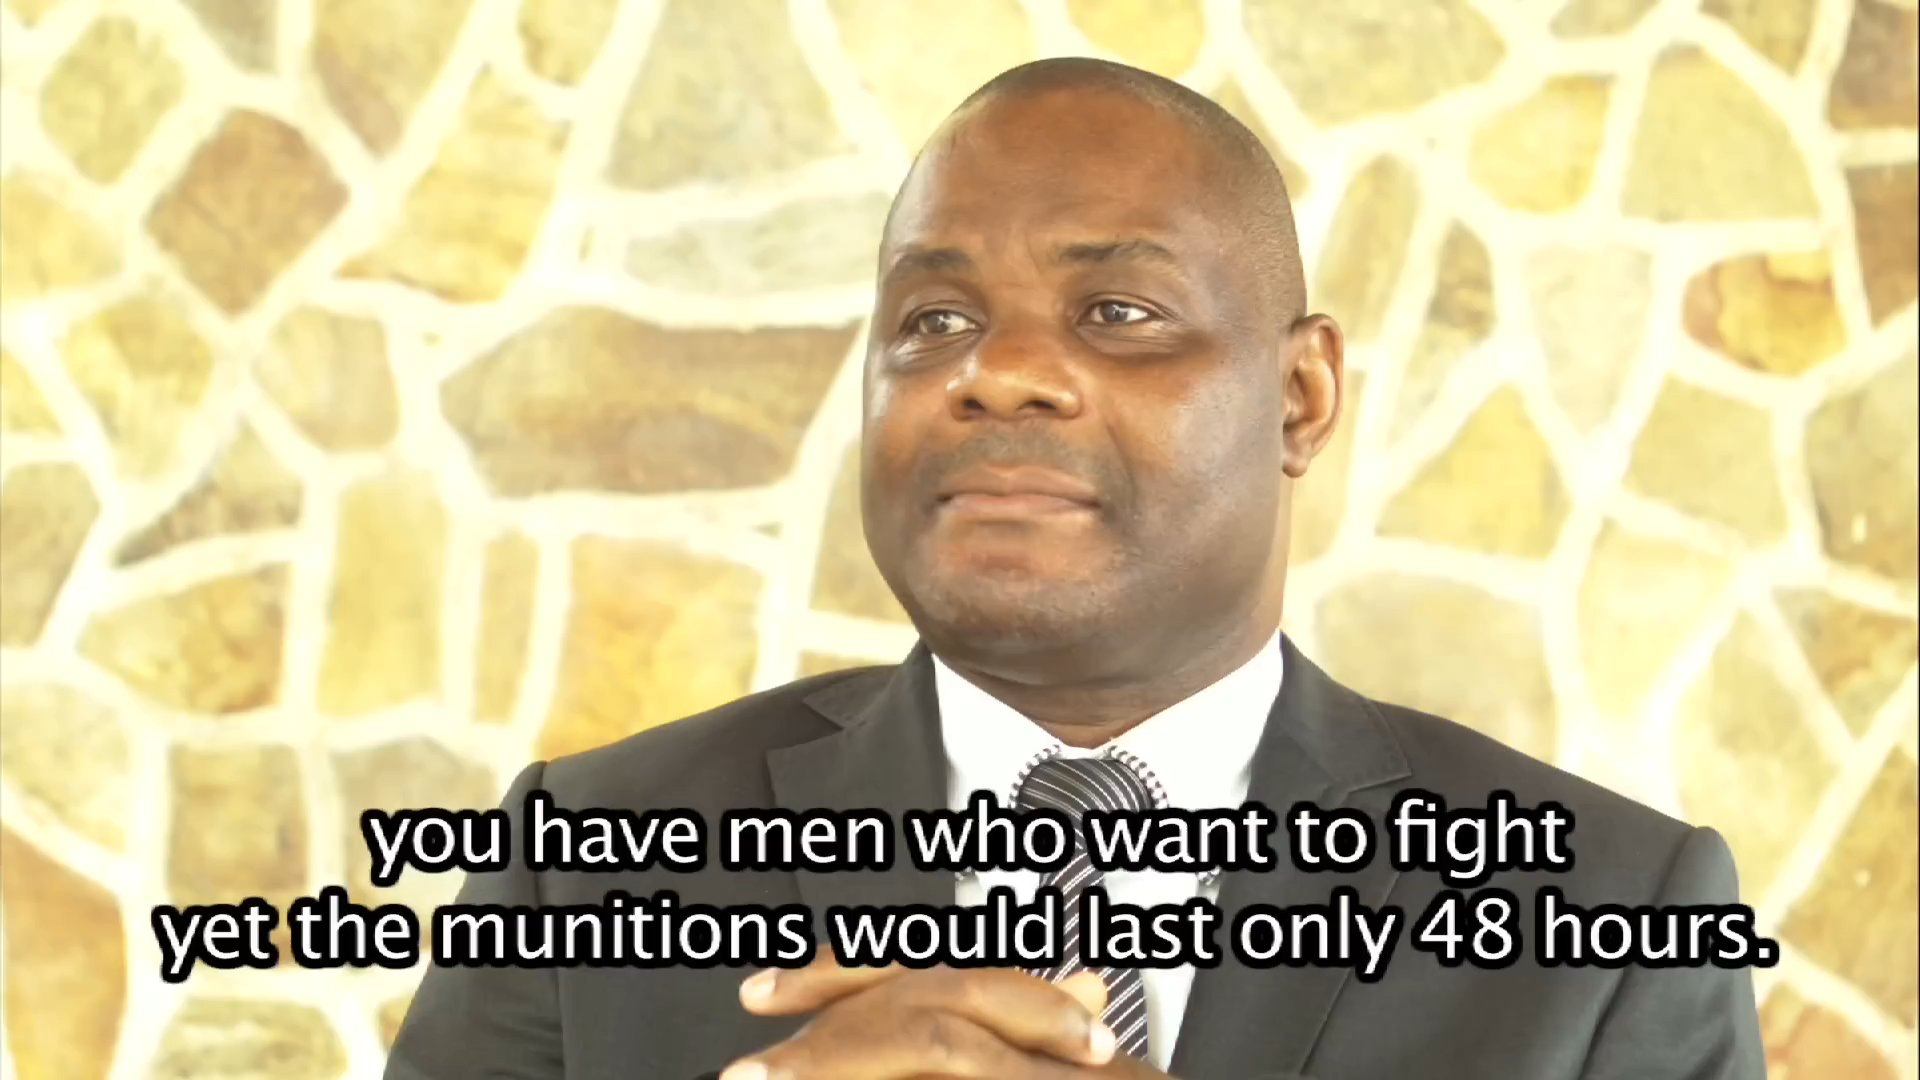 you have men who want to fight
yet the munitions would last only 48 hours.